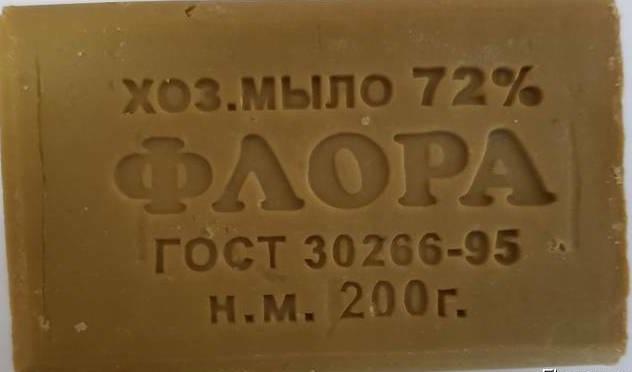 ХОЗ.МЫЛО 72%
ФЛОРА
ГОСТ 30266-95
н.м. 200г.